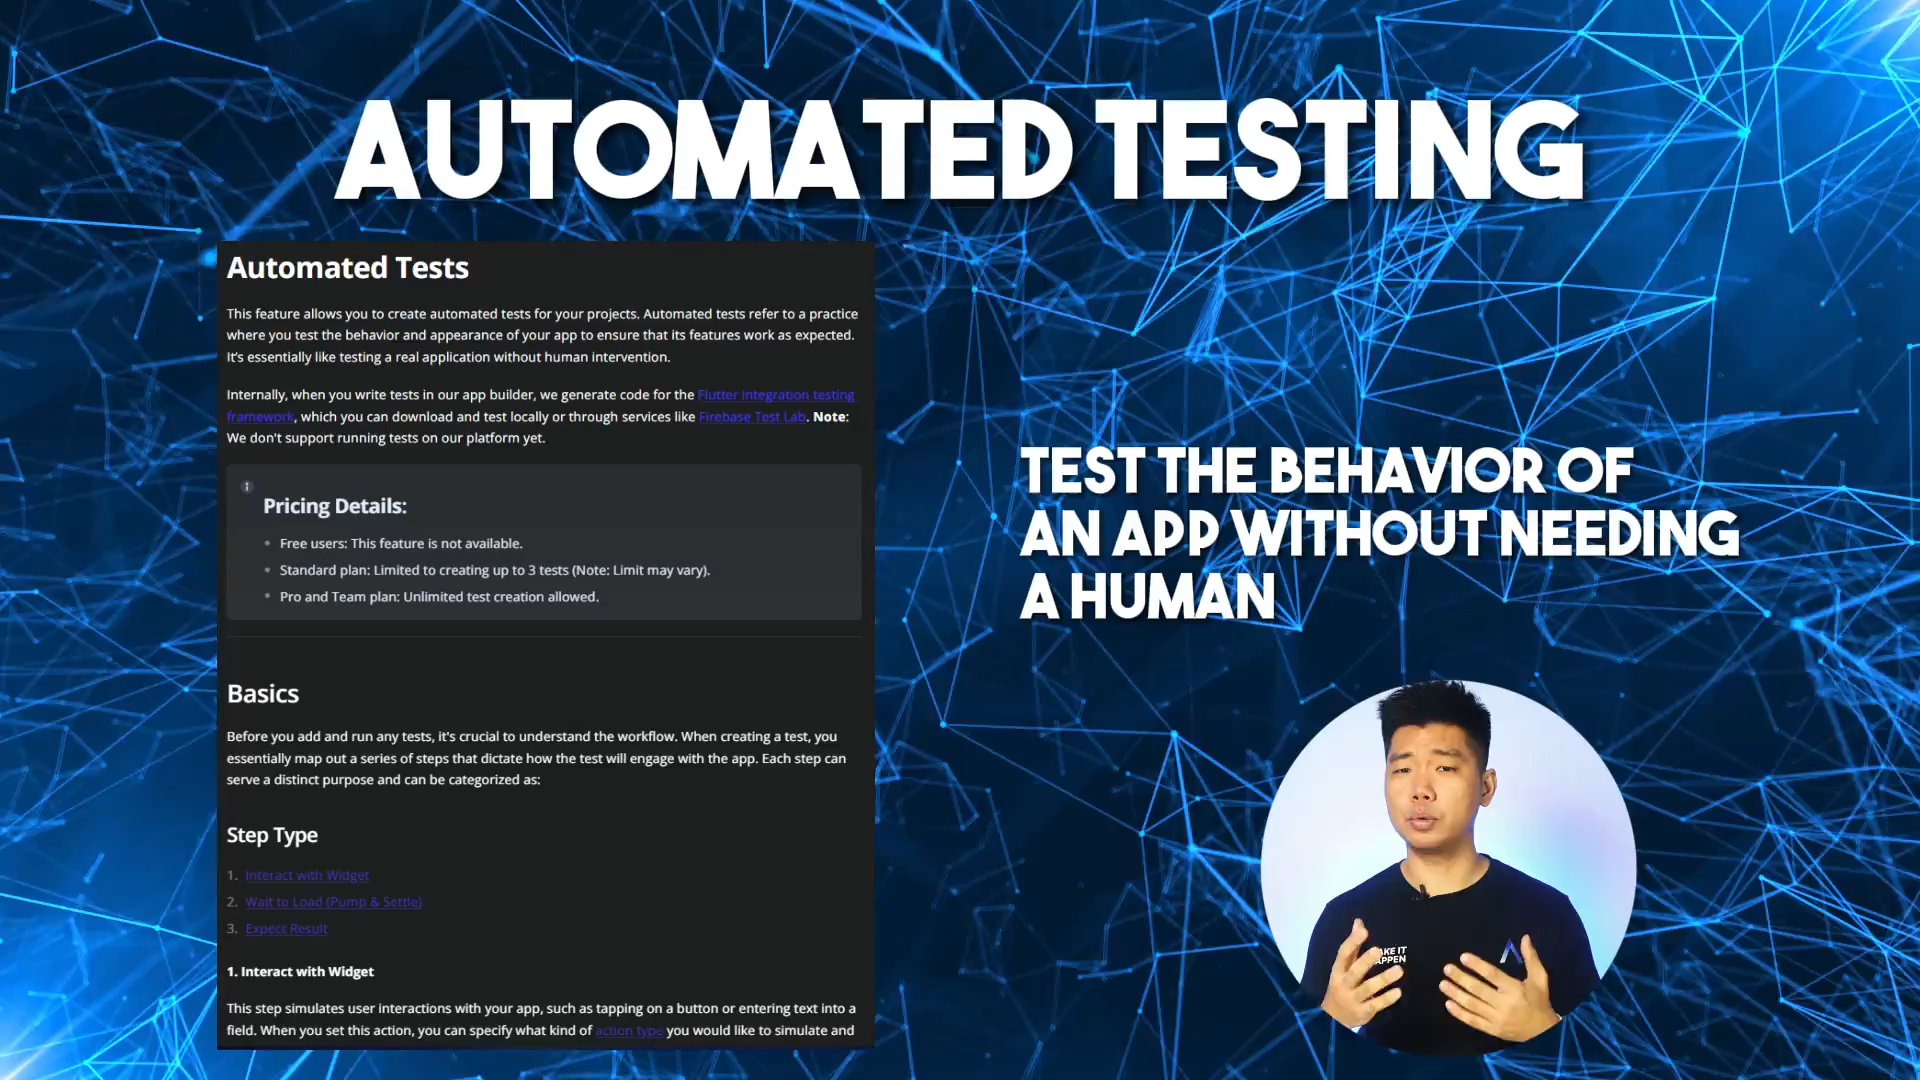 AUTOMATED TESTING
Automated Tests
This feature allows you to create automated tests for your projects. Automated tests refer to a practice
where you test the behavior and appearance of your app to ensure that its features work as expected.
It's essentially like testing a real application without human intervention.
Internally, when you write tests in our app builder, we generate code for the Flutter integration testing
framework, which you can download and test locally or through services like Firebase Test Lab. Note:
We don't support running tests on our platform yet.
Pricing Details:
• Free users: This feature is not available.
• Standard plan: Limited to creating up to 3 tests (Note: Limit may vary).
• Pro and Team plan: Unlimited test creation allowed.
Basics
Before you add and run any tests, it's crucial to understand the workflow. When creating a test, you
essentially map out a series of steps that dictate how the test will engage with the app. Each step can
serve a distinct purpose and can be categorized as:
Step Type
1. Interact with Widget
2. Wait to Load (Pump & Settle)
3. Expect Result
1. Interact with Widget
This step simulates user interactions with your app, such as tapping on a button or entering text into a
field. When you set this action, you can specify what kind of action type you would like to simulate and
TEST THE BEHAVIOR OF
AN APP WITHOUT NEEDING
A HUMAN
AKE IT
APPEN